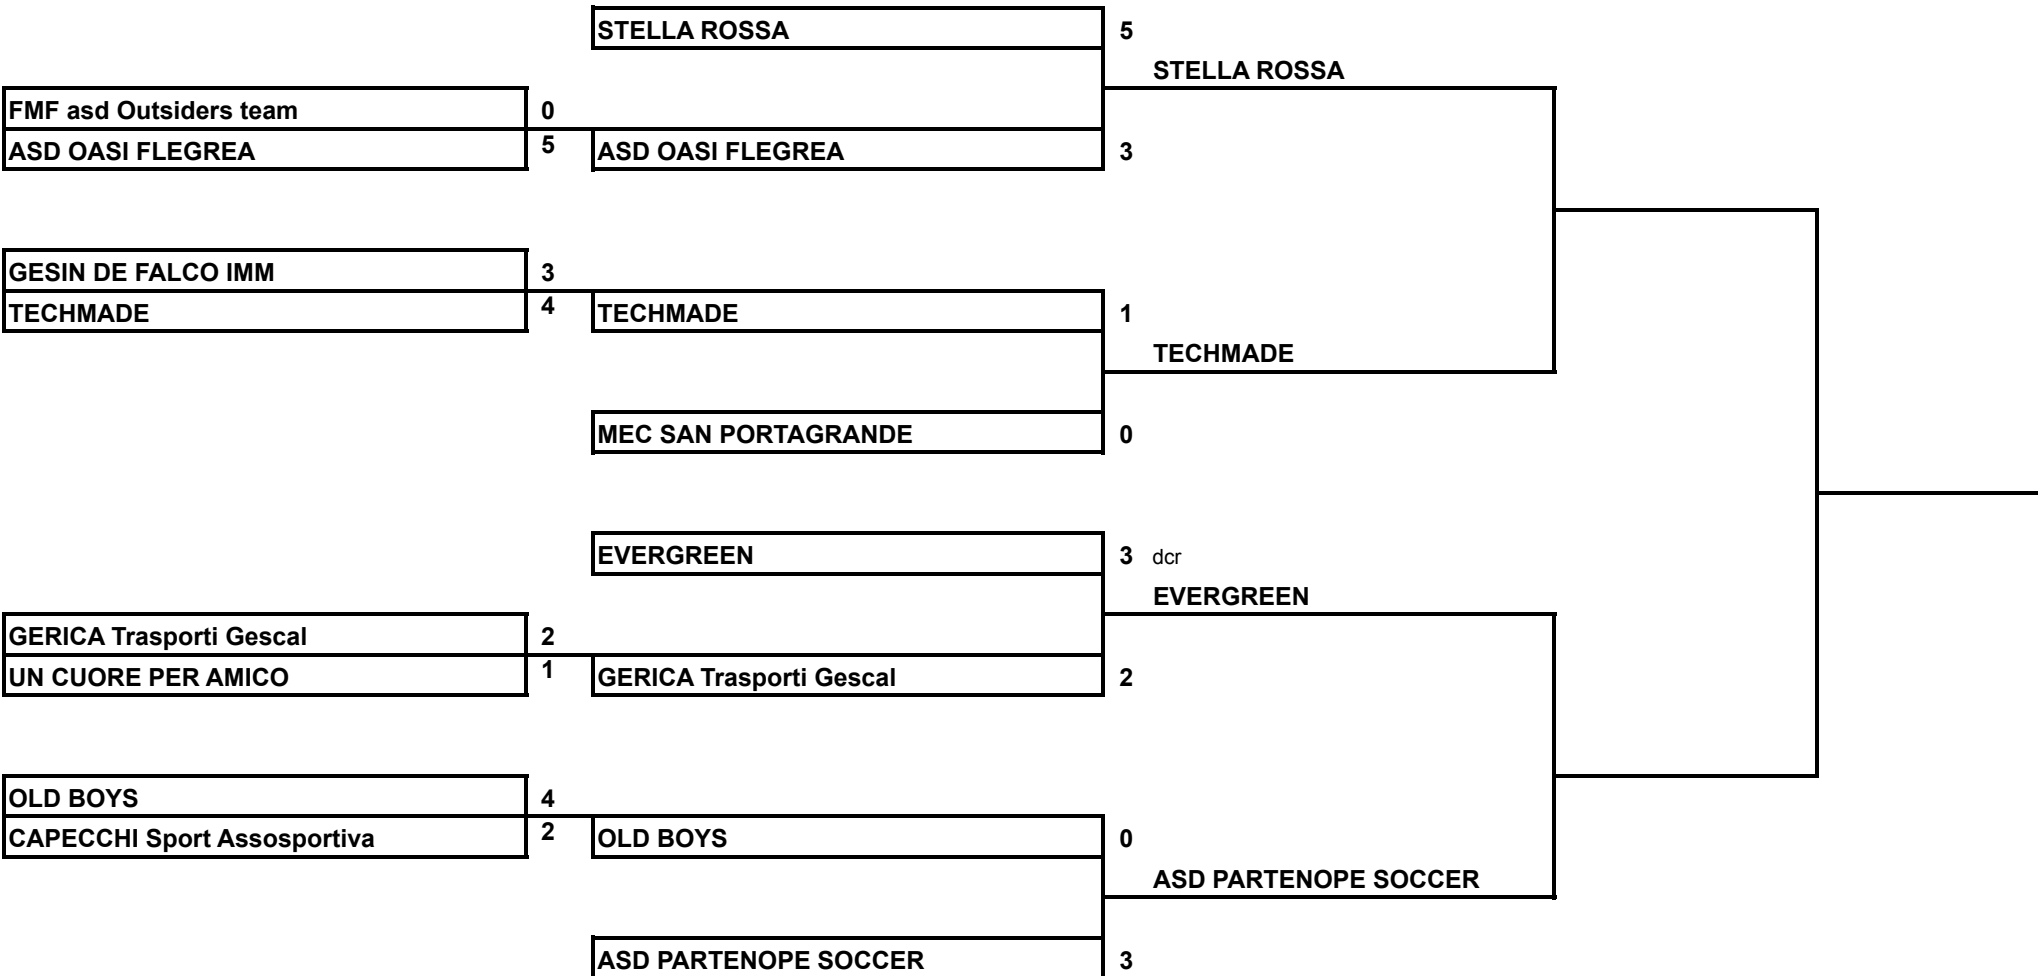 STELLA ROSSA 5
STELLA ROSSA
FMF asd Outsiders team 0
ASD OASI FLEGREA 5 ASD OASI FLEGREA 3
GESIN DE FALCO IMM 3
TECHMADE 4 TECHMADE 1
TECHMADE
MEC SAN PORTAGRANDE 0
EVERGREEN 3 dcr
EVERGREEN
GERICA Trasporti Gescal 2
UN CUORE PER AMICO 1 GERICA Trasporti Gescal 2
OLD BOYS 4
CAPECCHI Sport Assosportiva 2 OLD BOYS 0
ASD PARTENOPE SOCCER
ASD PARTENOPE SOCCER 3